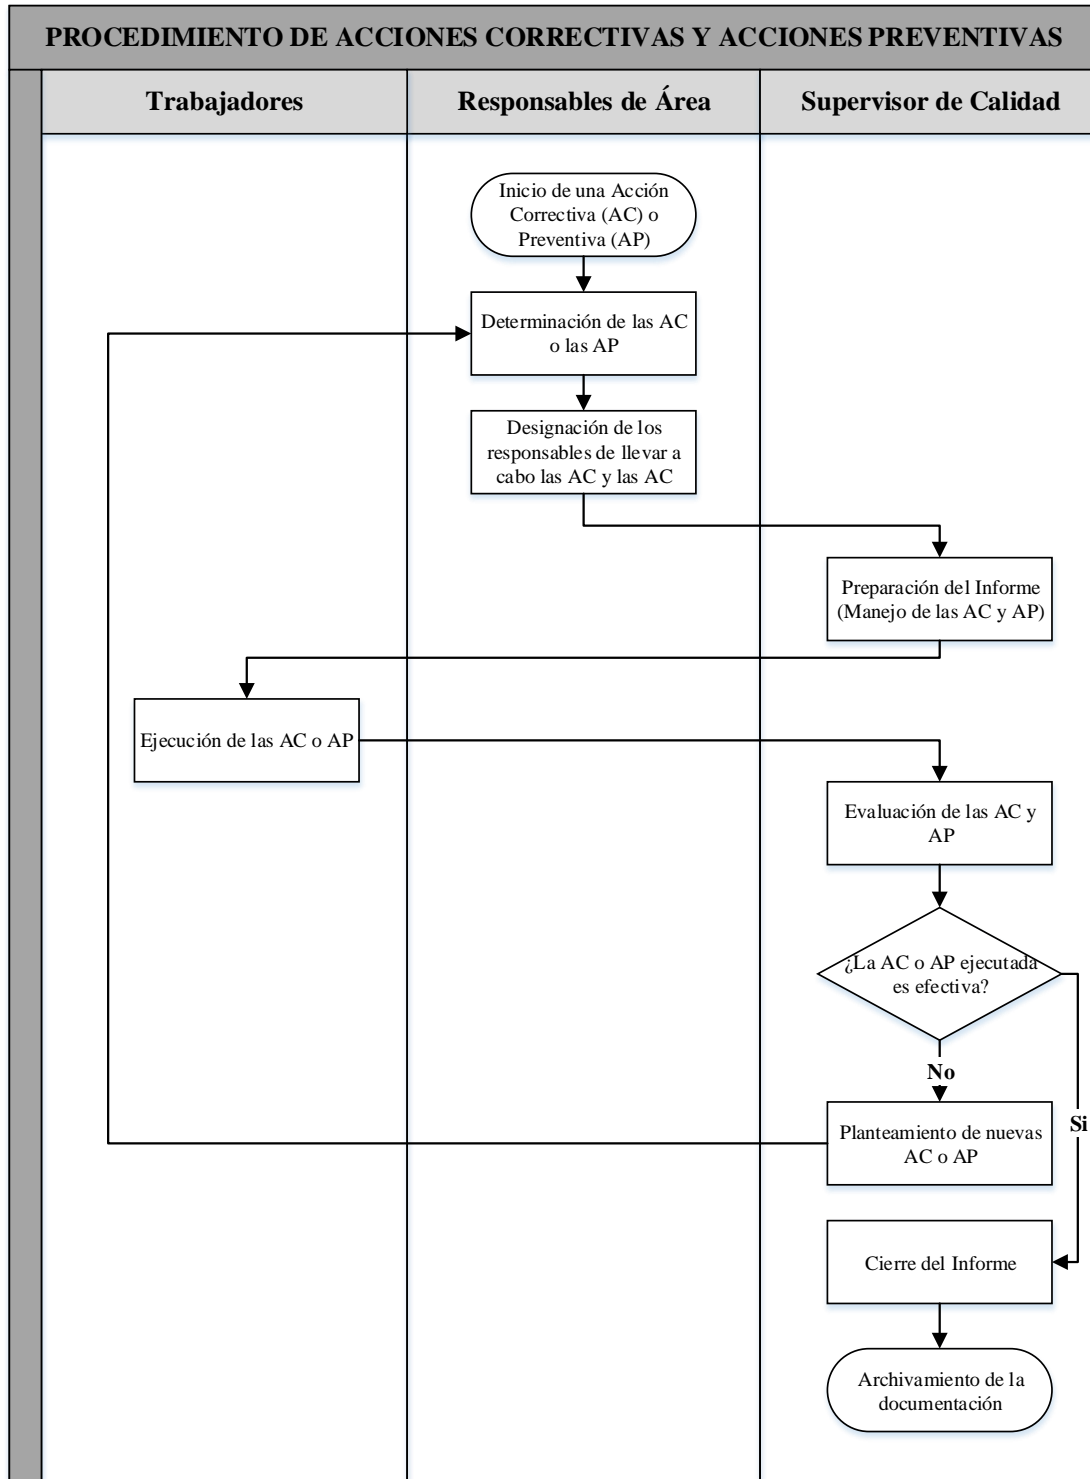 PROCEDIMIENTO DE ACCIONES CORRECTIVAS Y ACCIONES PREVENTIVAS
Trabajadores
Responsables de Área
Supervisor de Calidad
Inicio de una Acción
Correctiva (AC) o
Preventiva (AP)
Determinación de las AC
o las AP
Designación de los
responsables de llevar a
cabo las AC y las AC
Preparación del Informe
(Manejo de las AC y AP)
Ejecución de las AC o AP
Evaluación de las AC y
AP
¿La AC o AP ejecutada
es efectiva?
No
Si
Planteamiento de nuevas
AC o AP
Cierre del Informe
Archivamiento de la
documentación